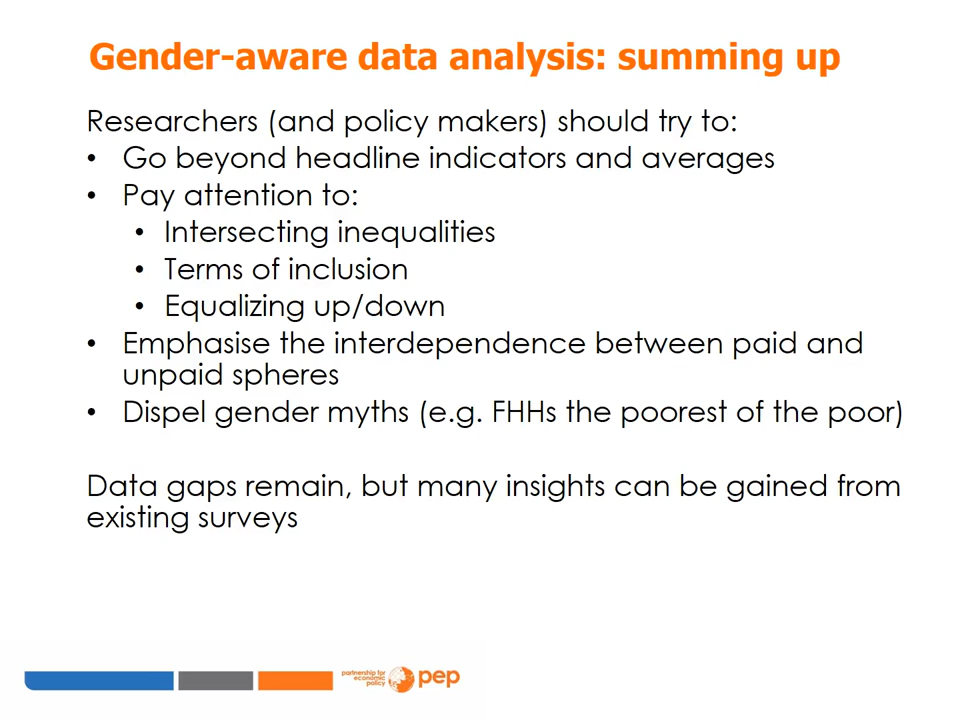 Gender-aware data analysis: summing up
Researchers (and policy makers) should try to:
• Go beyond headline indicators and averages
• Pay attention to:
• Intersecting inequalities
• Terms of inclusion
• Equalizing up/down
• Emphasise the interdependence between paid and
unpaid spheres
• Dispel gender myths (e.g. FHHs the poorest of the poor)
Data gaps remain, but many insights can be gained from
existing surveys
partnership for
economic
policy
pep